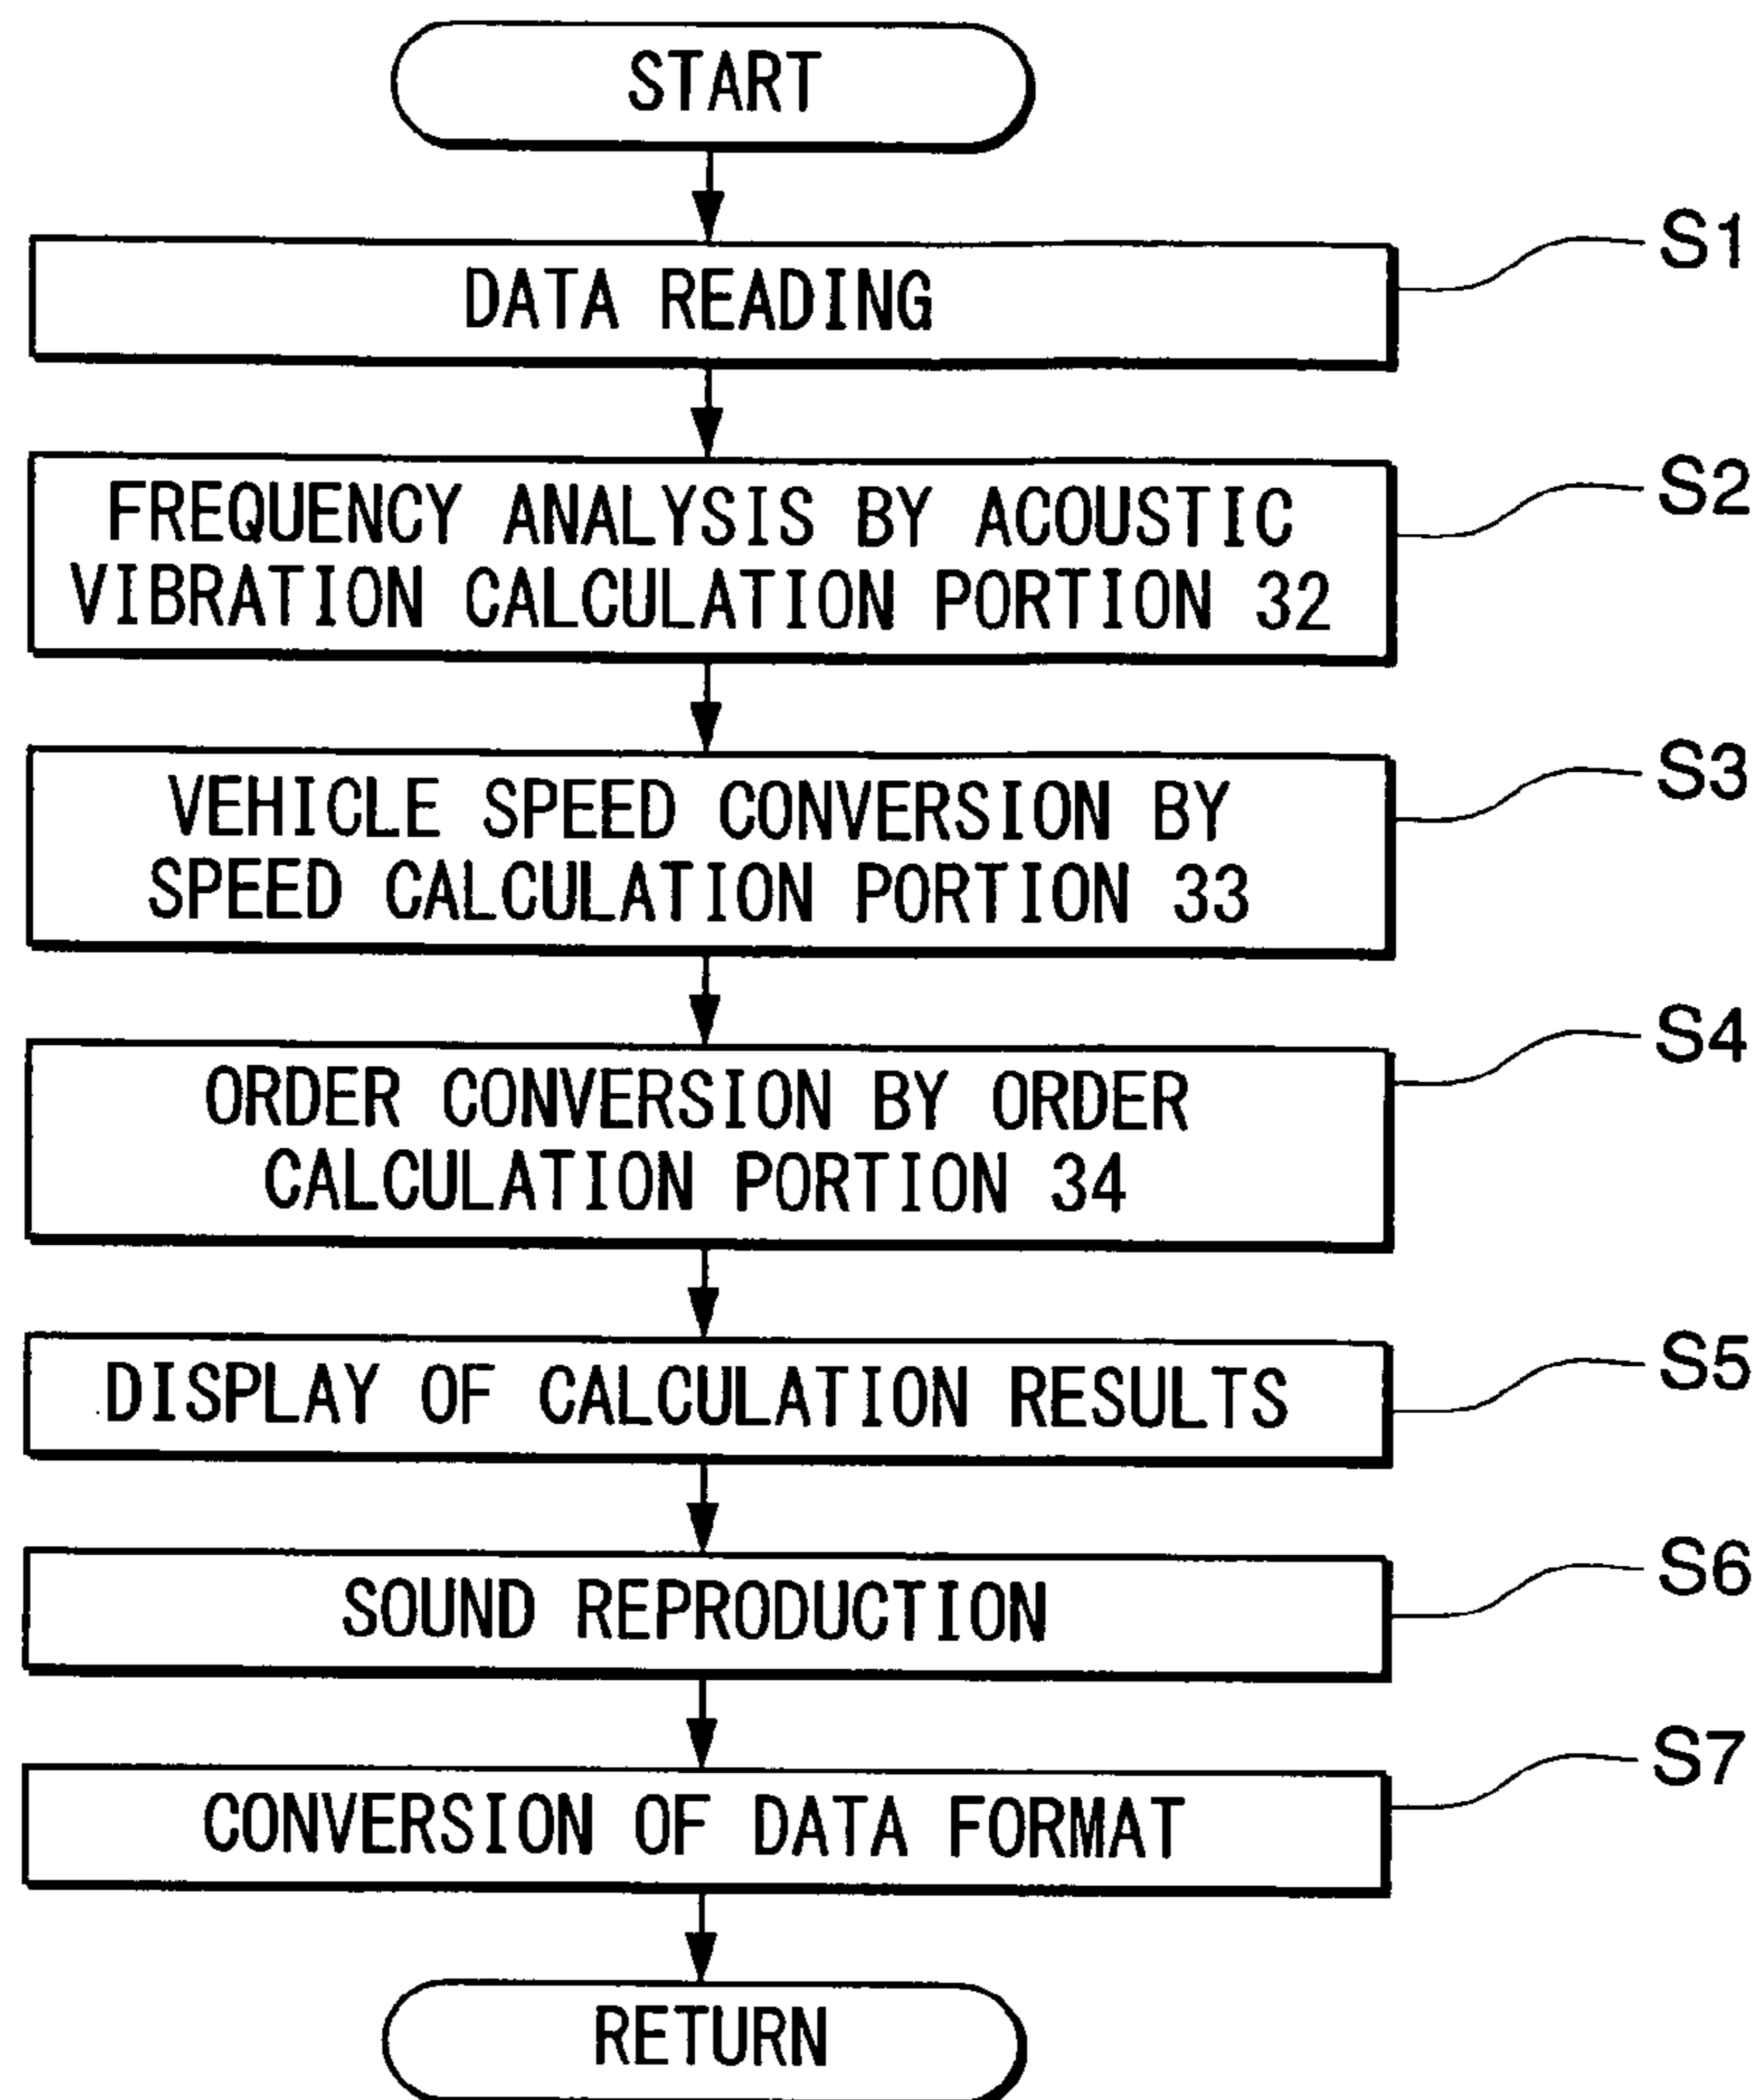 START
DATA READING
S1
FREQUENCY ANALYSIS BY ACOUSTIC
VIBRATION CALCULATION PORTION 32
S2
VEHICLE SPEED CONVERSION BY
SPEED CALCULATION PORTION 33
S3
ORDER CONVERSION BY ORDER
CALCULATION PORTION 34
S4
DISPLAY OF CALCULATION RESULTS
S5
SOUND REPRODUCTION
S6
CONVERSION OF DATA FORMAT
S7
RETURN